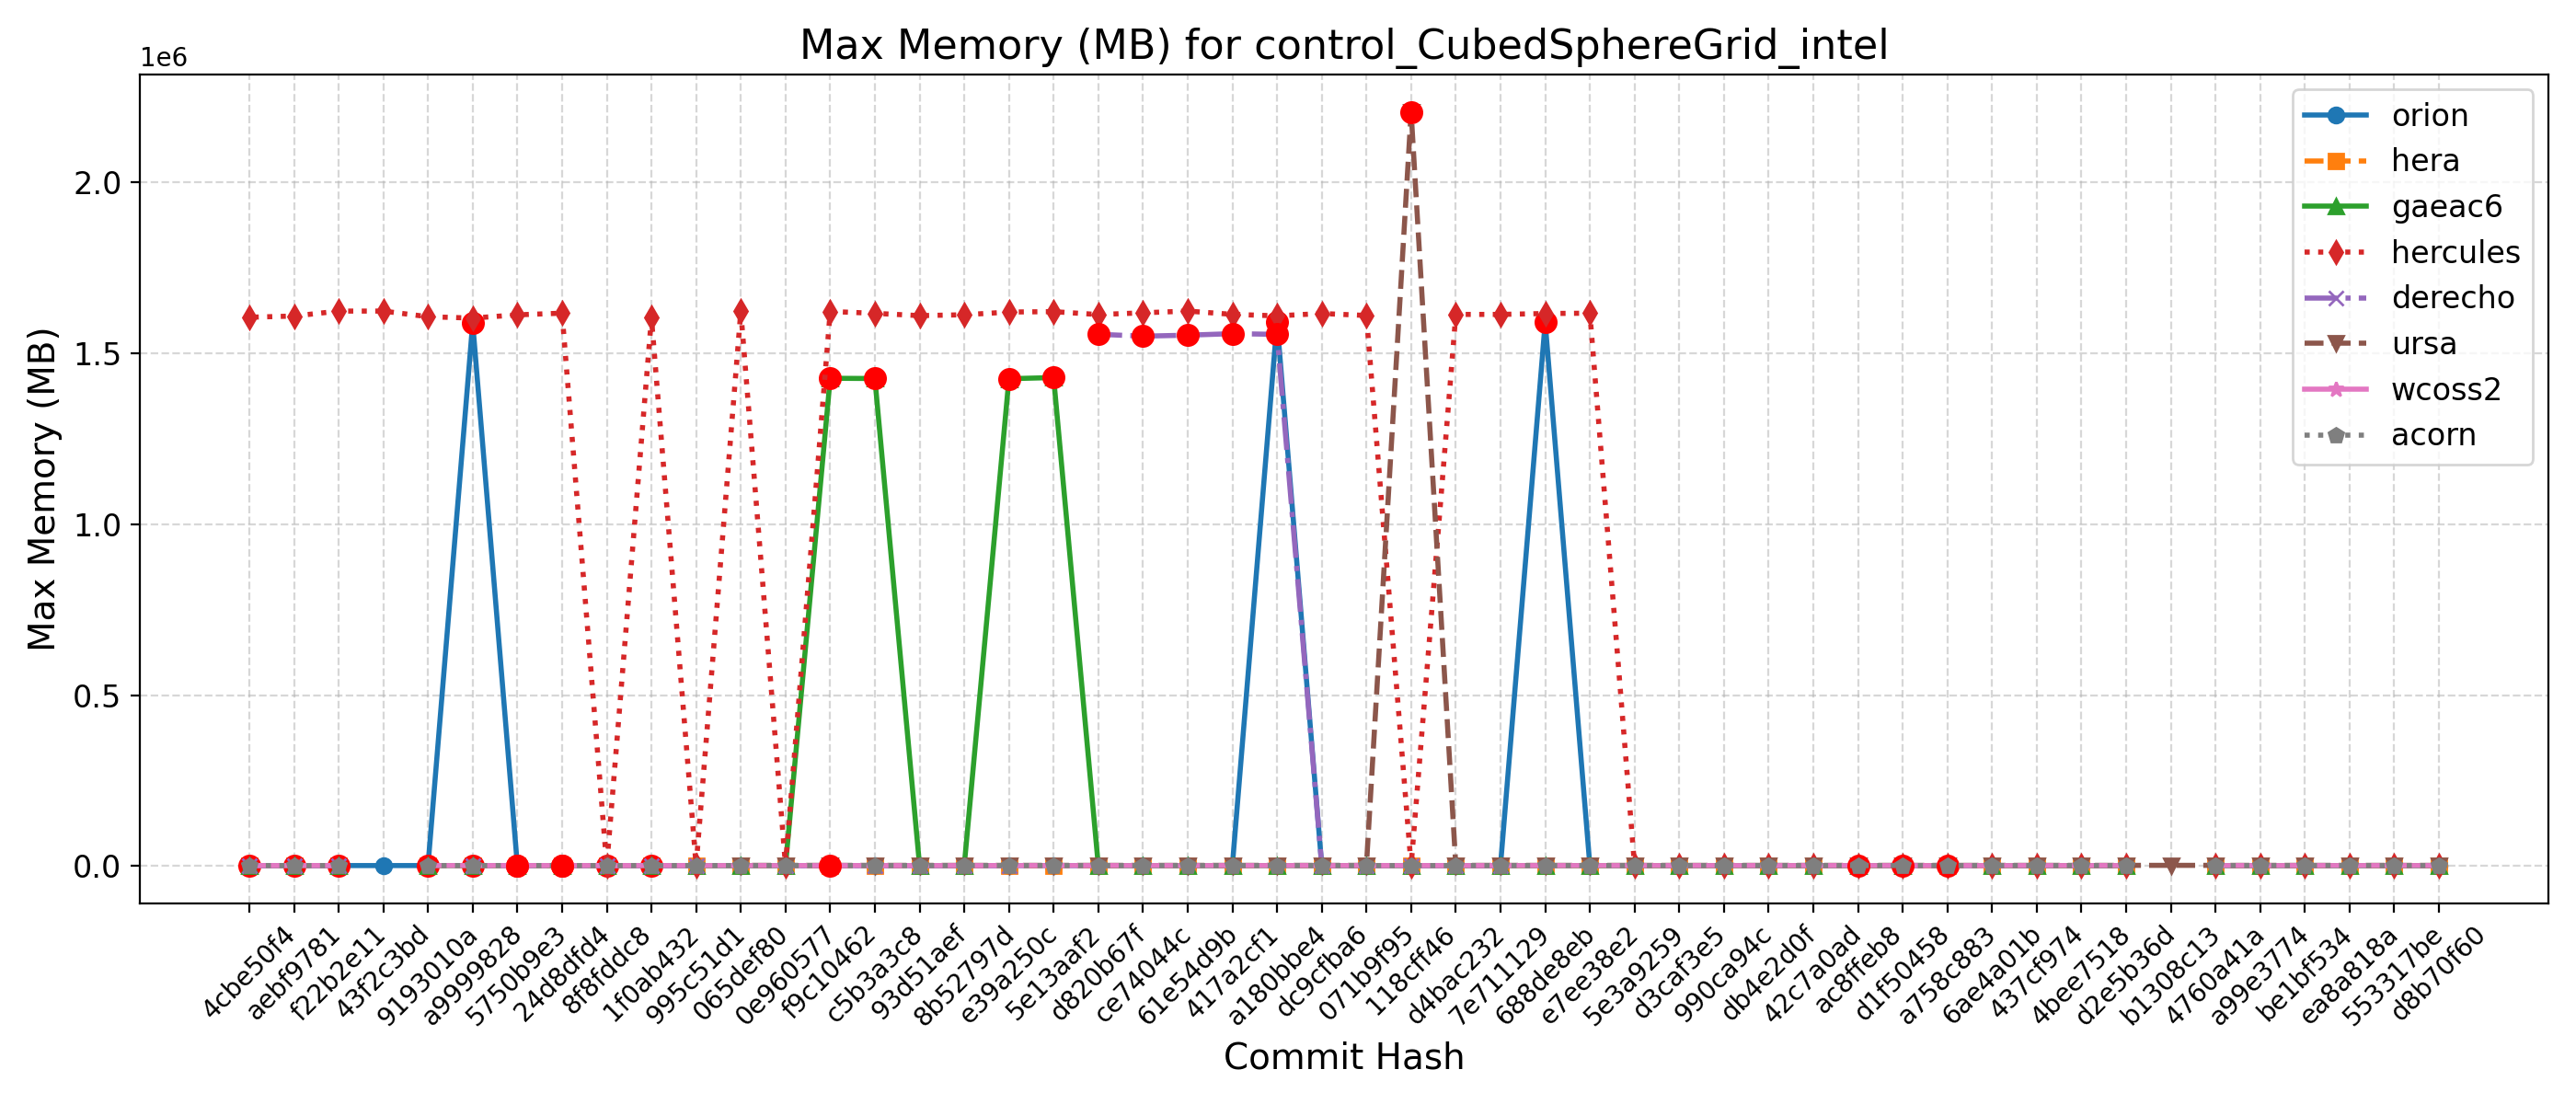 Max Memory (MB) for control_CubedSphereGrid_intel
1e6
2.0
1.5
1.0
0.5
0.0
Max Memory (MB)
orion
hera
gaeac6
hercules
derecho
ursa
wcoss2
acorn
4cbe50f4
aebf9781
f22b2e11
43f2c3bd
9193010a
a9999828
5750b9e3
24d8dfd4
8f8fddc8
1f0ab432
995c51d1
065def80
0e960577
f9c10462
c5b3a3c8
93d51aef
8b52797d
e39a250c
5e13aaf2
d820b67f
ce74044c
61e54d9b
417a2cf1
a180bbe4
dc9cfba6
071b9f95
118cff46
d4bac232
7e711129
688de8eb
e7ee38e2
5e3a9259
d3caf3e5
990ca94c
db4e2d0f
42c7a0ad
ac8ffeb8
d1f50458
a758c883
6ae4a01b
437cf974
4bee7518
d2e5b36d
b1308c13
4760a41a
a99e3774
be1bf534
ea8a818a
553317be
d8b70f60
Commit Hash